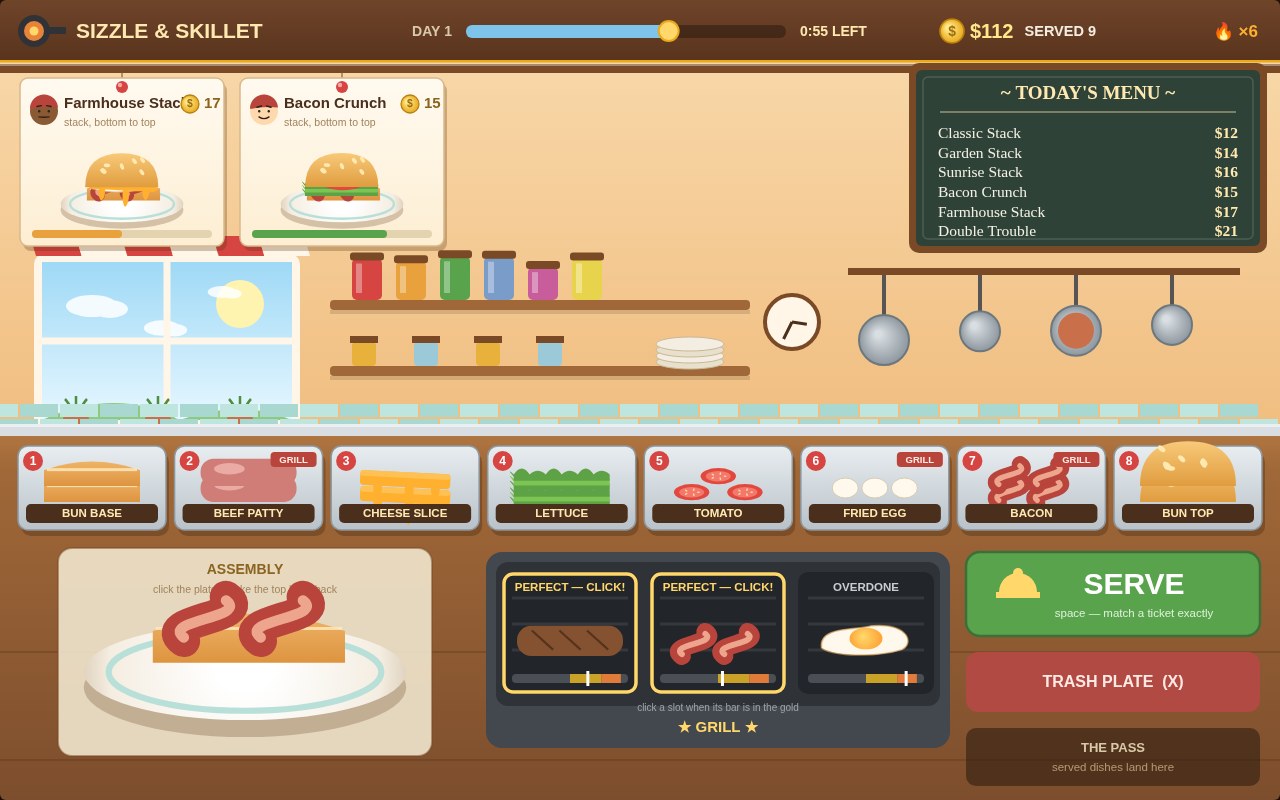 SIZZLE & SKILLET
DAY 1
0:55 LEFT
$ $112 SERVED 9
🔥 ×6
Farmhouse $ 17
stack, bottom to top
Bacon Crunch $ 15
stack, bottom to top
~ TODAY'S MENU ~
Classic Stack $12
Garden Stack $14
Sunrise Stack $16
Bacon Crunch $15
Farmhouse Stack $17
Double Trouble $21
1 BUN BASE
2 GRILL BEEF PATTY
3 CHEESE SLICE
4 LETTUCE
5 TOMATO
6 GRILL FRIED EGG
7 GRILL BACON
8 BUN TOP
ASSEMBLY
click the the top
PERFECT — CLICK!
PERFECT — CLICK!
OVERDONE
click a slot when its bar is in the gold
★ GRILL ★
SERVE
space — match a ticket exactly
TRASH PLATE (X)
THE PASS
served dishes land here